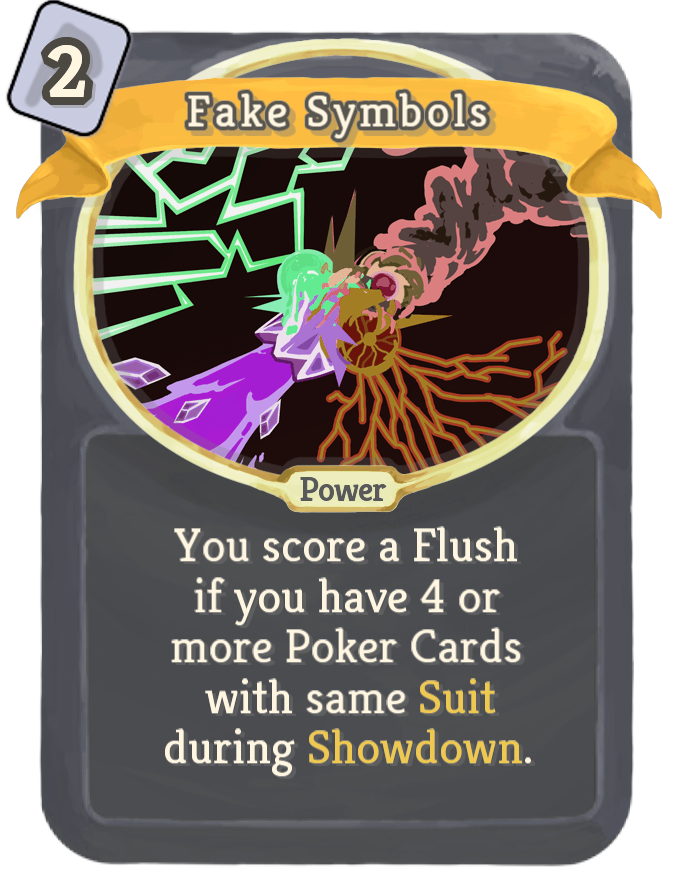 2
Fake Symbols
Power
You score a Flush
if you have 4 or
more Poker Cards
with same Suit
during Showdown.